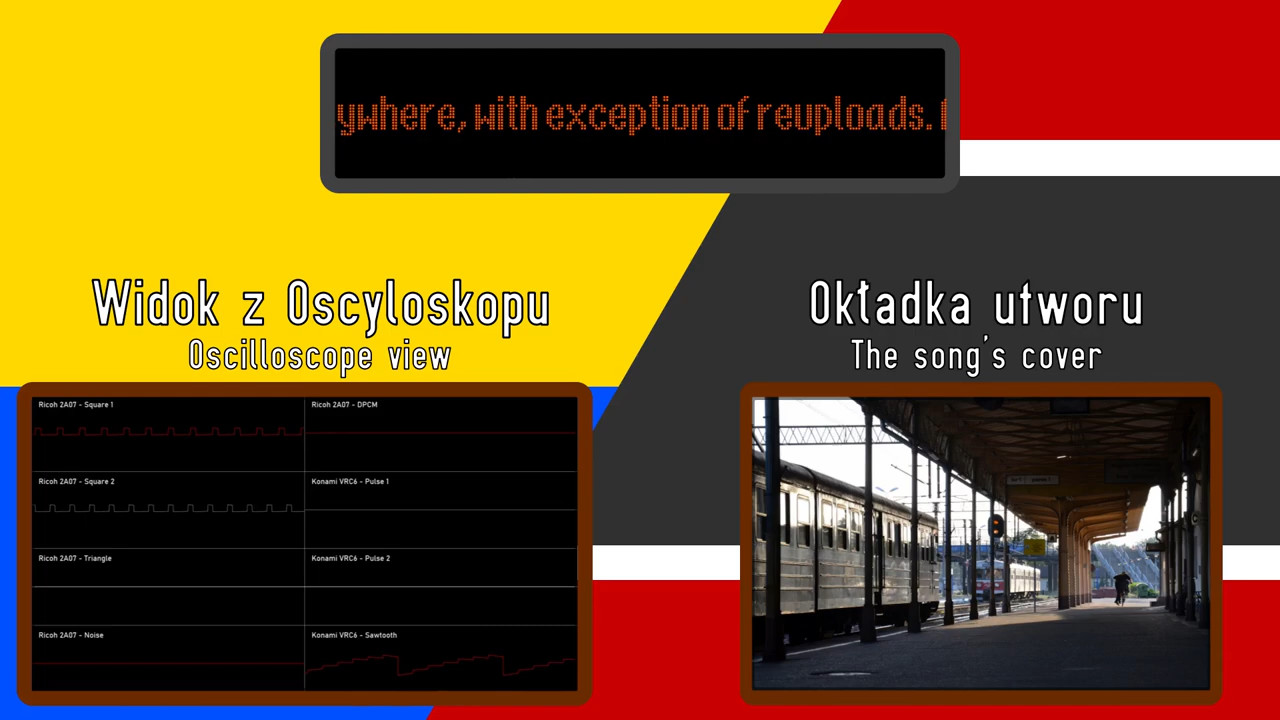 ywhere, with exception of reuploads.
Widok z Oscyloskopu
Oscilloscope view
Okładka utworu
The song's cover
Ricoh 2A07 - Square 1
Ricoh 2A07 - DPCM
Ricoh 2A07 - Square 2
Konami VRC6 - Pulse 1
Ricoh 2A07 - Triangle
Konami VRC6 - Pulse 2
Ricoh 2A07 - Noise
Konami VRC6 - Sawtooth